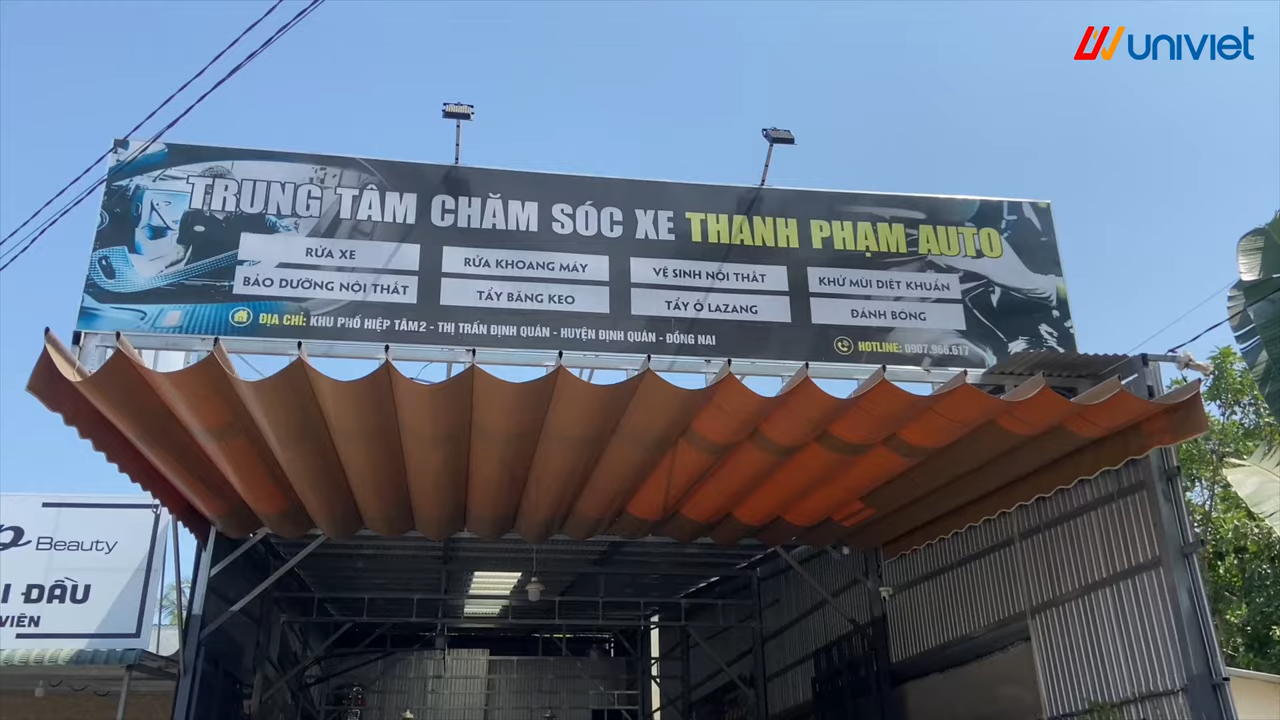 univiet
TRUNG TÂM CHĂM SÓC XE THANH PHẠM AUTO
RỬA XE
RỬA KHOANG MÁY
VỆ SINH NỘI THẤT
KHỬ MÙI DIỆT KHUẨN
BẢO DƯỠNG NỘI THẤT
TẨY BĂNG KEO
TẨY Ố LAZANG
ĐÁNH BÓNG
ĐỊA CHỈ: KHU PHỐ HIỆP TÂM2 - THỊ TRẤN ĐỊNH QUÁN - HUYỆN ĐỊNH QUÁN - ĐỒNG NAI
HOTLINE: 0907.966.617
Beauty
I ĐẦU
VIÊN